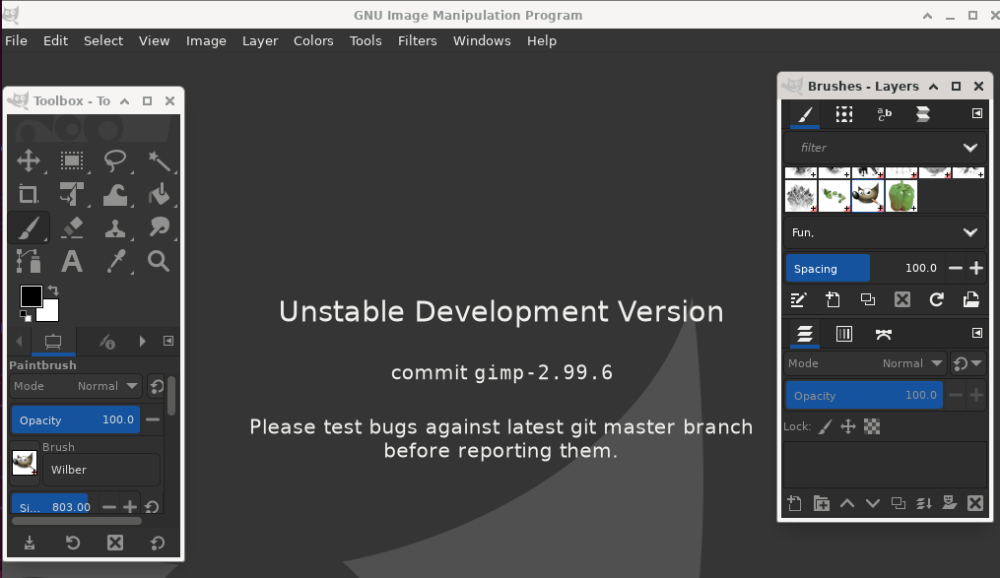 GNU Image Manipulation Program
File Edit Select View Image Layer Colors Tools Filters Windows Help
Toolbox - To
Paintbrush
Mode Normal
Opacity 100.0
Brush
Wilber
Si... 803.00
Unstable Development Version
commit gimp-2.99.6
Please test bugs against latest git master branch
before reporting them.
Brushes - Layers
filter
Fun,
Spacing 100.0
Mode Normal
Opacity 100.0
Lock: